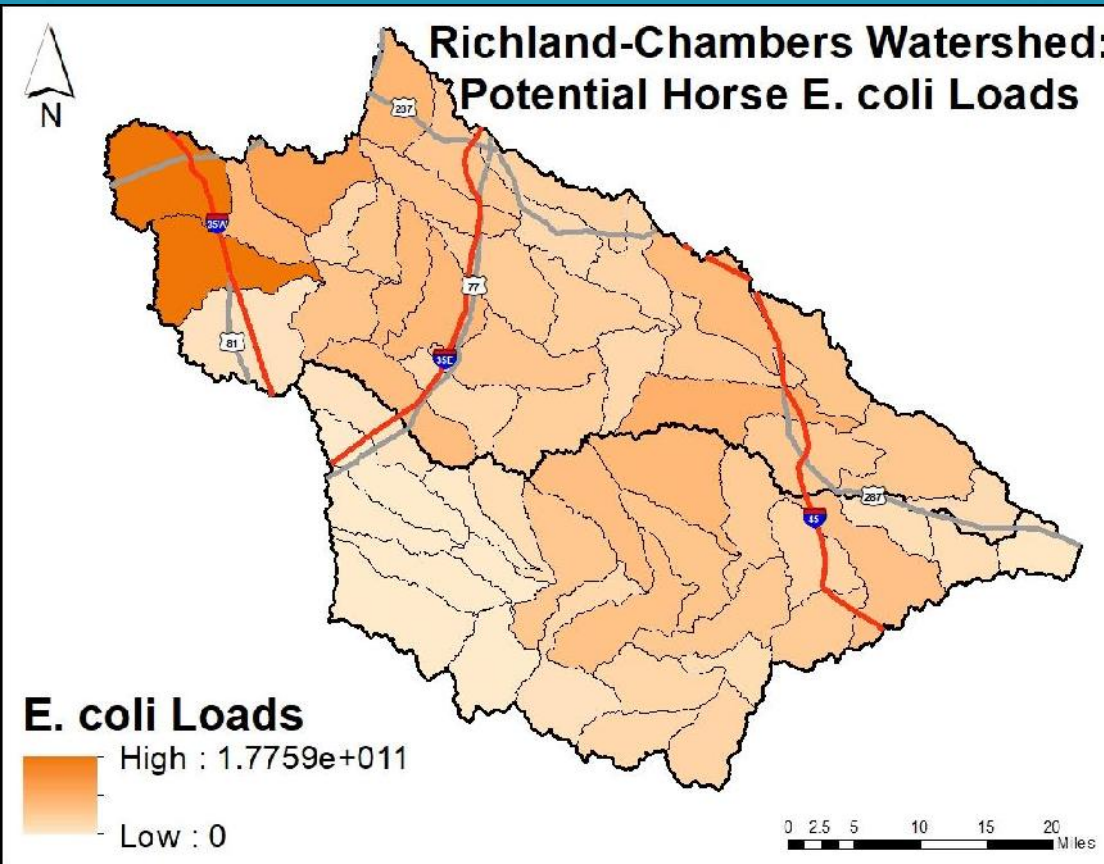 Richland-Chambers Watershed:
Potential Horse E. coli Loads
N
287
35W
77
81
35E
287
45
E. coli Loads
High : 1.7759e+011
Low : 0
0 2.5 5 10 15 20
Miles